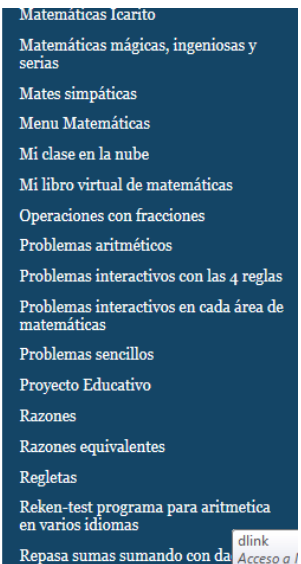 Matemáticas Icarito
Matemáticas mágicas, ingeniosas y
serias
Mates simpáticas
Menu Matemáticas
Mi clase en la nube
Mi libro virtual de matemáticas
Operaciones con fracciones
Problemas aritméticos
Problemas interactivos con las 4 reglas
Problemas interactivos en cada área de
matemáticas
Problemas sencillos
Proyecto Educativo
Razones
Razones equivalentes
Regletas
Reken-test programa para aritmetica
en varios idiomas
Repasa sumas sumando con
dlink
Acceso a